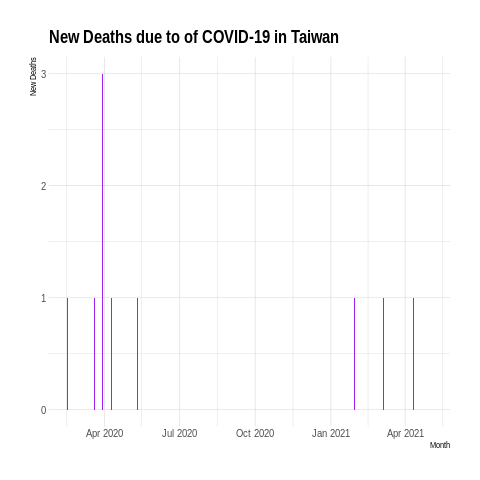 New Deaths due to of COVID-19 in Taiwan
New Deaths
3
2
1
0
Apr 2020 Jul 2020 Oct 2020 Jan 2021 Apr 2021
Month